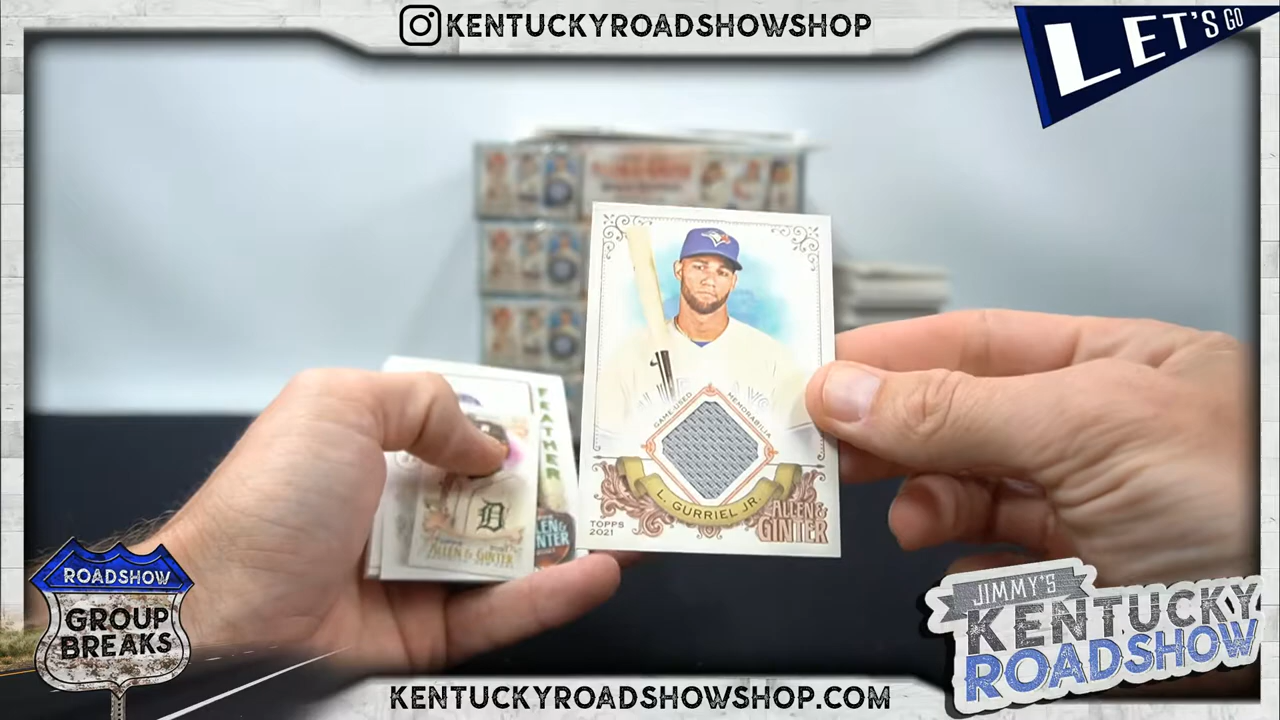 KENTUCKYROADSHOWSHOP
LET'S GO
FEATHER
GAME-USED MEMORABILIA
L. GURRIEL JR.
TOPPS
2021
ALLEN &
GINTER
D
ALLEN & GINTER
ROADSHOW
GROUP
BREAKS
JIMMY'S
KENTUCKY
ROADSHOW
KENTUCKYROADSHOWSHOP.COM